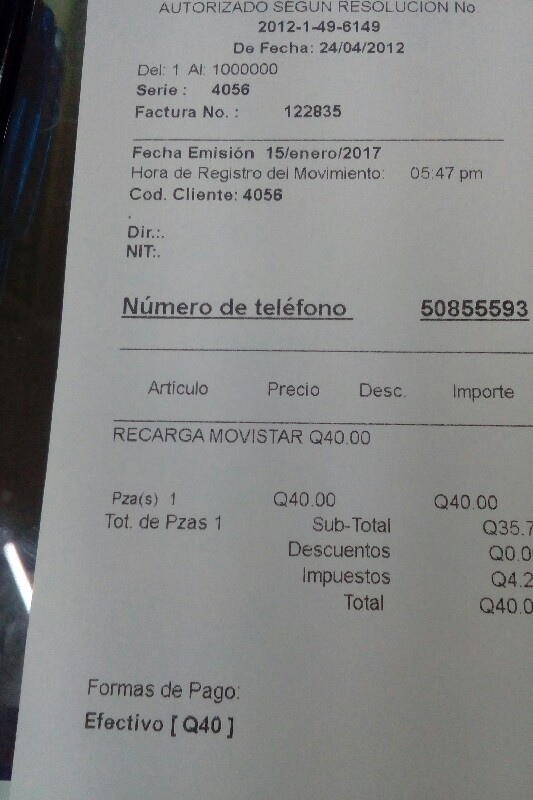 AUTORIZADO SEGUN RESOLUCION No
2012-1-49-6149
De Fecha: 24/04/2012
Del: 1 Al: 1000000
Serie : 4056
Factura No. : 122835
Fecha Emisión 15/enero/2017
Hora de Registro del Movimiento: 05:47 pm
Cod. Cliente: 4056
.
Dir.:.
NIT:.
Número de teléfono 50855593
Articulo Precio Desc. Importe
RECARGA MOVISTAR Q40.00
Pza(s) 1 Q40.00 Q40.00
Tot. de Pzas 1 Sub-Total Q35.7
Descuentos Q0.0
Impuestos Q4.2
Total Q40.0
Formas de Pago:
Efectivo [ Q40 ]